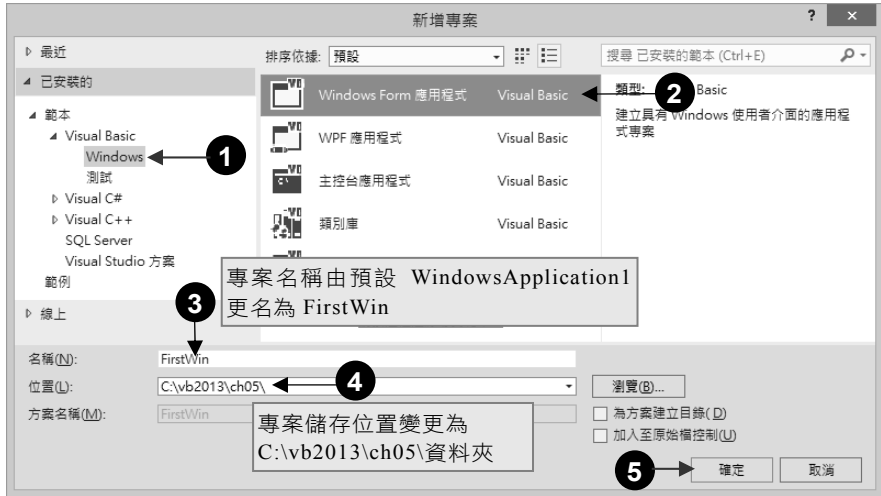 新增專案
? ×
▷ 最近
排序依據: 預設
搜尋 已安裝的範本 (Ctrl+E)
◢ 已安裝的
◢ 範本
◢ Visual Basic
Windows
測試
▷ Visual C#
▷ Visual C++
SQL Server
Visual Studio 方案
範例
▷ 線上
1
Windows Form 應用程式 Visual Basic
WPF 應用程式 Visual Basic
主控台應用程式 Visual Basic
類別庫 Visual Basic
2
類型: Basic
建立具有 Windows 使用者介面的應用程
式專案
專案名稱由預設 WindowsApplication1
更名為 FirstWin
3
名稱(N): FirstWin
位置(L): C:\vb2013\ch05\
4
瀏覽(B)...
方案名稱(M): FirstWin
專案儲存位置變更為
C:\vb2013\ch05\資料夾
為方案建立目錄(D)
加入至原始檔控制(U)
5
確定 取消